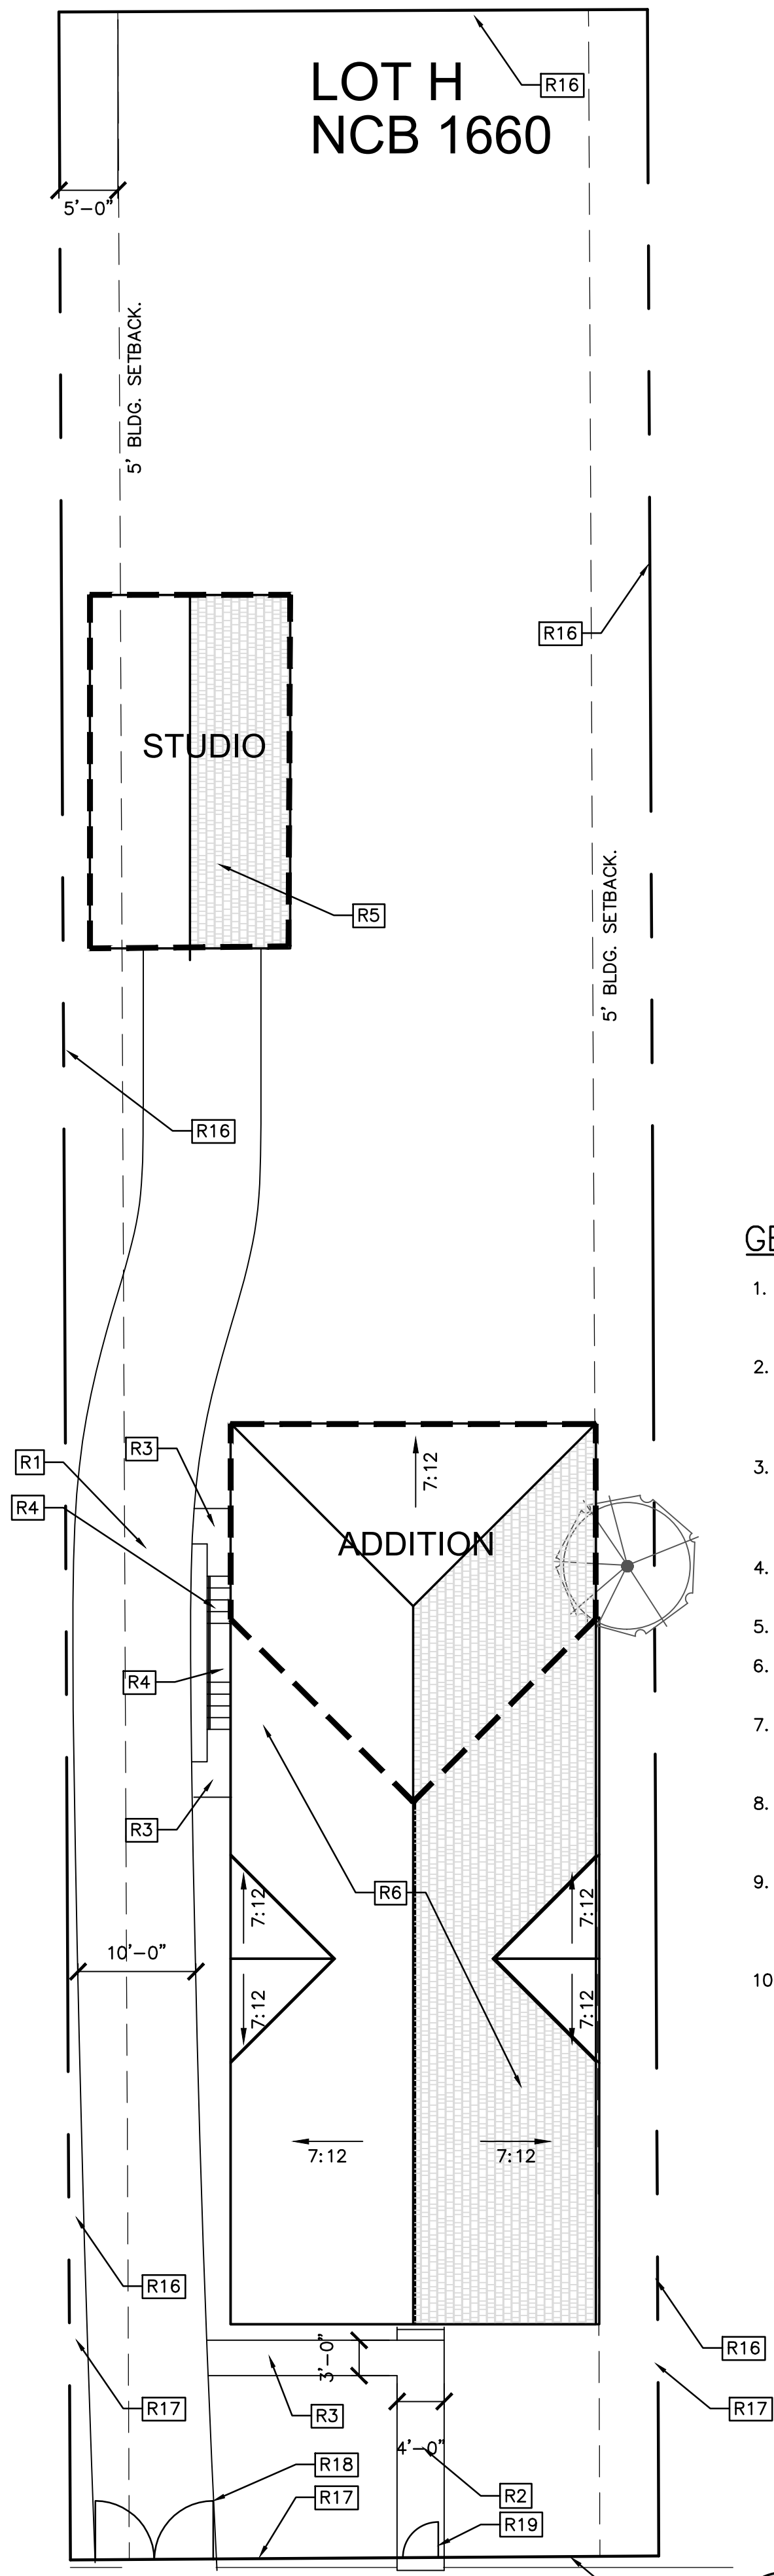 LOT H
NCB 1660
R16
5'-0"
5' BLDG. SETBACK.
R16
STUDIO
R5
5' BLDG. SETBACK.
R16
1.
2.
R3
R1
7:12
3.
R4
ADDITION
4.
5.
6.
R4
7.
8.
R3
R6
9.
7:12
7:12
10'-0"
10
7:12
7:12
7:12
7:12
R16
R16
3'-0"
R17
R3
R17
4'-0"
R18
R2
R17
R19